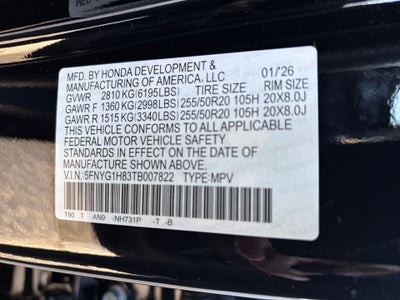 MFD. BY HONDA DEVELOPMENT &
MANUFACTURING OF AMERICA, LLC 01/'26
GVWR 2810 KG(6195LBS) TIRE SIZE RIM SIZE
GAWR F 1360 KG(2998LBS) 255/50R20 105H 20X8.0J
GAWR R 1515 KG(3340LBS) 255/50R20 105H 20X8.0J
THIS VEHICLE CONFORMS TO ALL APPLICABLE
FEDERAL MOTOR VEHICLE SAFETY
STANDARDS IN EFFECT ON THE DATE OF
MANUFACTURE SHOWN ABOVE.
V.I.N.: 5FNYG1H83TB007822 TYPE: MPV
T90 T AN9 -NH731P -T -B